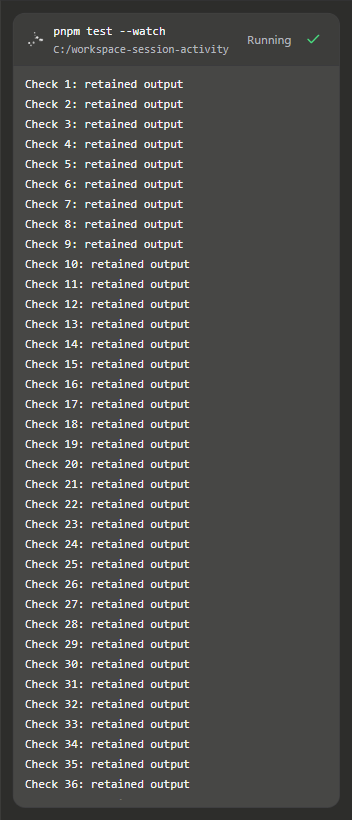 pnpm test --watch
C:/workspace-session-activity
Running
Check 1: retained output
Check 2: retained output
Check 3: retained output
Check 4: retained output
Check 5: retained output
Check 6: retained output
Check 7: retained output
Check 8: retained output
Check 9: retained output
Check 10: retained output
Check 11: retained output
Check 12: retained output
Check 13: retained output
Check 14: retained output
Check 15: retained output
Check 16: retained output
Check 17: retained output
Check 18: retained output
Check 19: retained output
Check 20: retained output
Check 21: retained output
Check 22: retained output
Check 23: retained output
Check 24: retained output
Check 25: retained output
Check 26: retained output
Check 27: retained output
Check 28: retained output
Check 29: retained output
Check 30: retained output
Check 31: retained output
Check 32: retained output
Check 33: retained output
Check 34: retained output
Check 35: retained output
Check 36: retained output